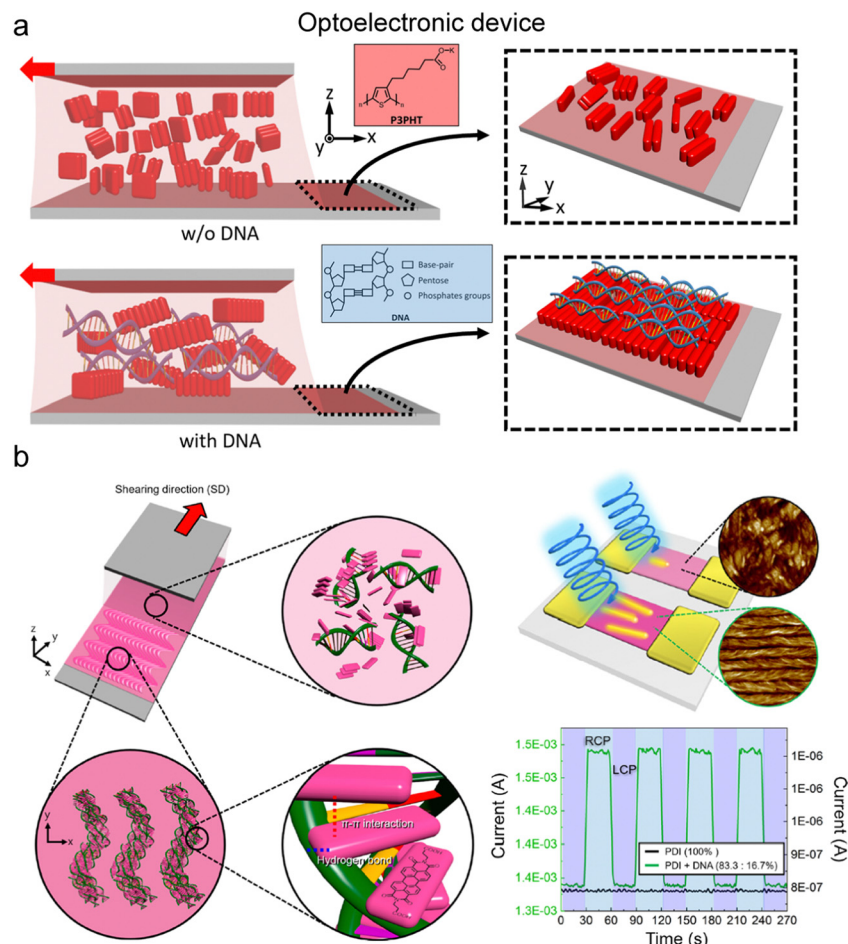 Optoelectronic device
a
O
O–K
n
S
n
P3PHT
z
y
x
w/o DNA
z
y
x
Base-pair
Pentose
Phosphates groups
DNA
with DNA
b
Shearing direction (SD)
z
y
x
y
x
π-π interaction
Hydrogen bond
RCP
LCP
PDI (100% )
PDI + DNA (83.3 : 16.7%)
Current (A)
1.5E-03
1.5E-03
1.4E-03
1.4E-03
1.4E-03
1.3E-03
1E-06
1E-06
1E-06
9E-07
8E-07
Current (A)
0 30 60 90 120 150 180 210 240 270
Time (s)